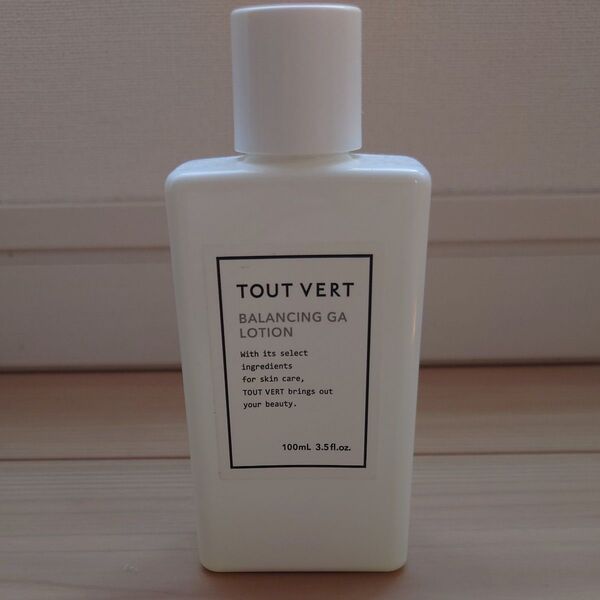 TOUT VERT
BALANCING GA
LOTION
With its select
ingredients
for skin care,
TOUT VERT brings out
your beauty.
100mL 3.5fl.oz.